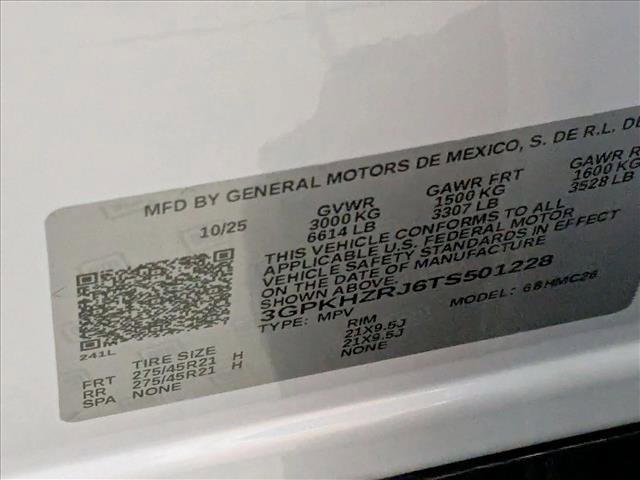 MFD BY GENERAL MOTORS DE MEXICO, S. DE R.L. DE
10/25 GVWR GAWR FRT GAWR R
3000 KG 1500 KG 1600 KG
6614 LB 3307 LB 3528 LB
THIS VEHICLE CONFORMS TO ALL
APPLICABLE U.S. FEDERAL MOTOR
VEHICLE SAFETY STANDARDS IN EFFECT
ON THE DATE OF MANUFACTURE
SHOWN ABOVE.
3GPKHZRJ6TS501228
TYPE: MPV MODEL: 6BHMC26
241L
TIRE SIZE RIM
FRT 275/45R21 H 21X9.5J
RR 275/45R21 H 21X9.5J
SPA NONE NONE